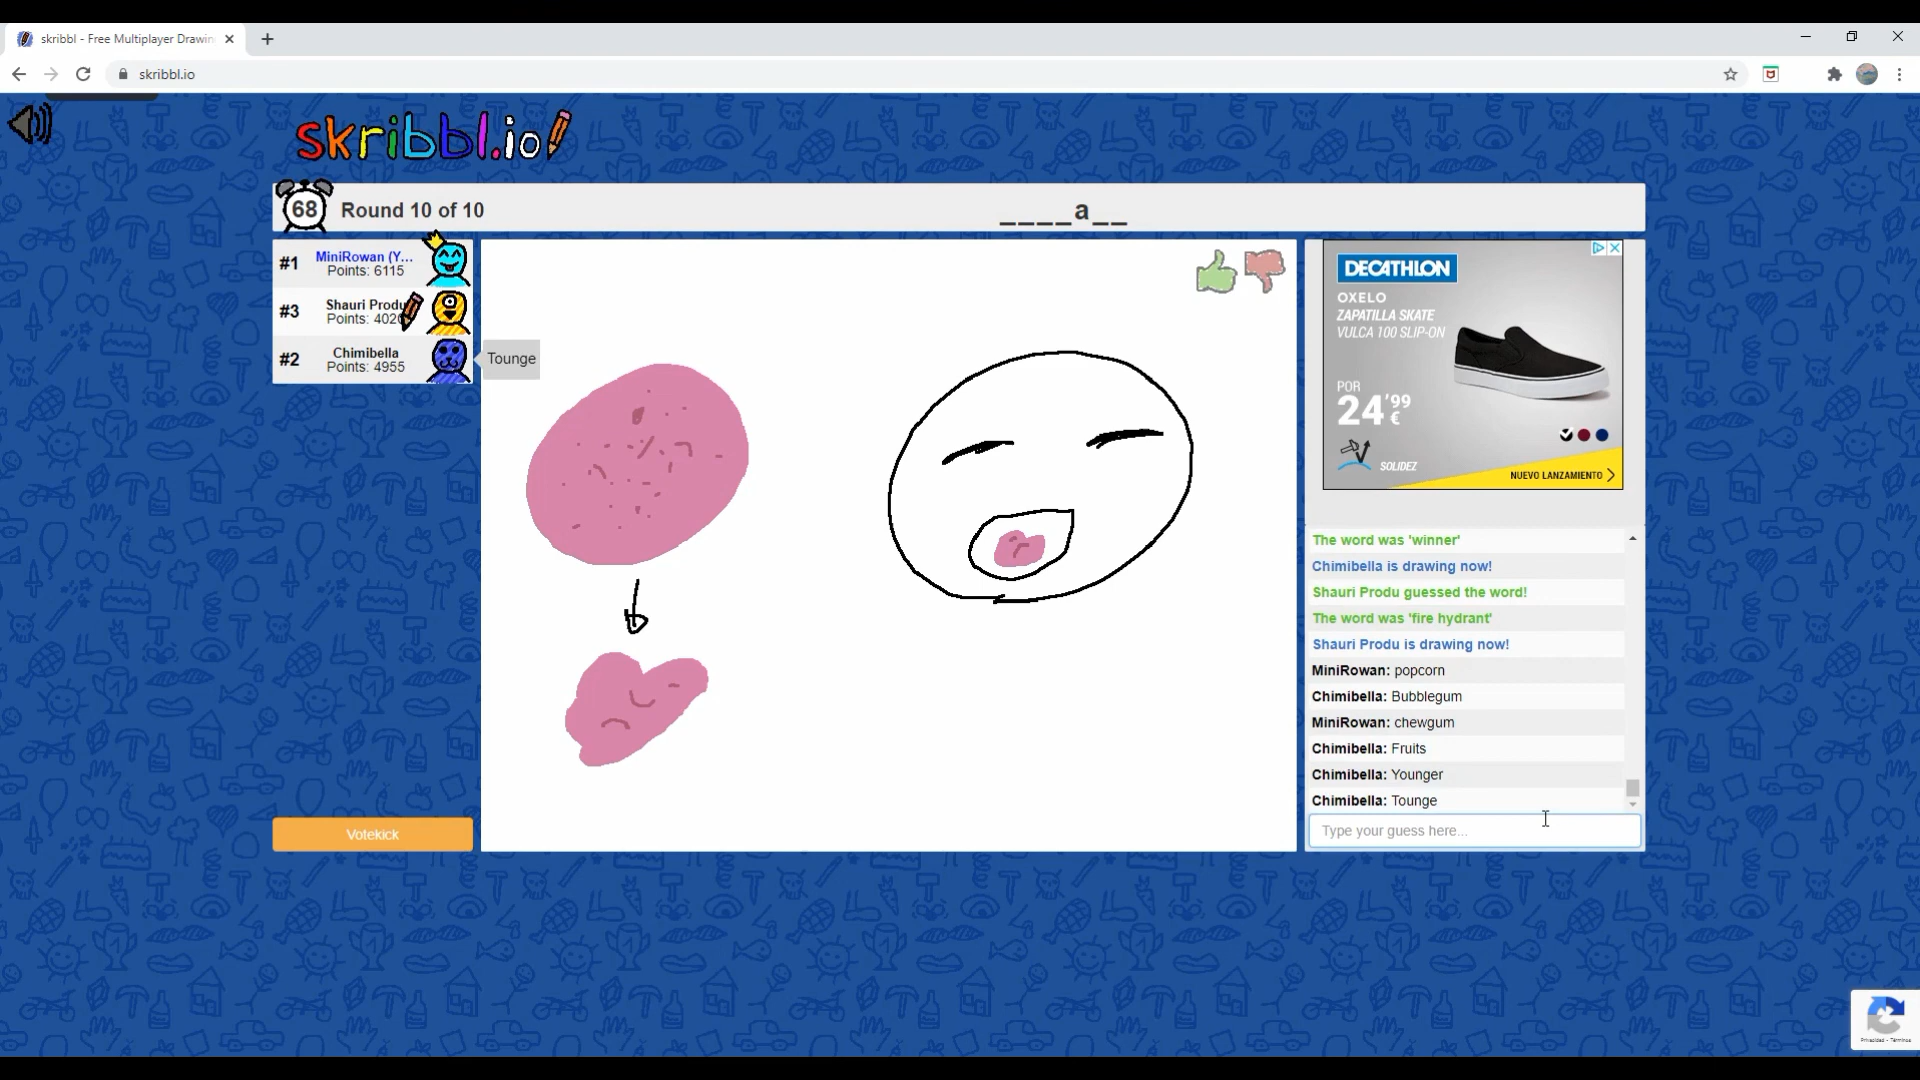 skribbl - Free Multiplayer Drawin
skribbl.io
skribbl.io
68
Round 10 of 10
____a__
#1
MiniRowan (Y...
Points: 6115
#3
Shauri Produ
Points: 402
#2
Chimibella
Points: 4955
Tounge
Votekick
DECATHLON
OXELO
ZAPATILLA SKATE
VULCA 100 SLIP-ON
POR
24'99 €
SOLIDEZ
NUEVO LANZAMIENTO
The word was 'winner'
Chimibella is drawing now!
Shauri Produ guessed the word!
The word was 'fire hydrant'
Shauri Produ is drawing now!
MiniRowan: popcorn
Chimibella: Bubblegum
MiniRowan: chewgum
Chimibella: Fruits
Chimibella: Younger
Chimibella: Tounge
Type your guess here...
Privacidad - Términos